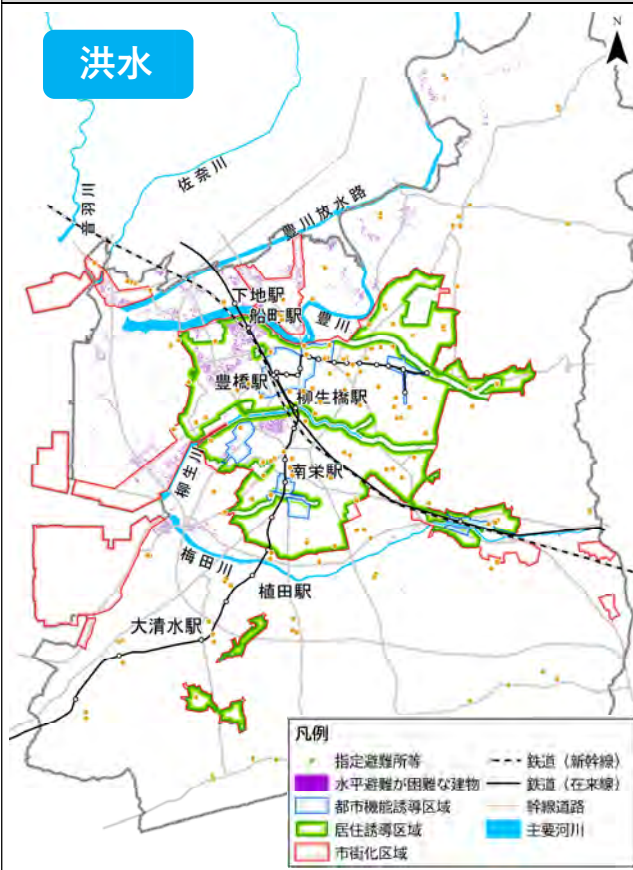 洪水
N
佐奈川
音羽川
豊川放水路
下地駅
船町駅
豊川
豊橋駅
柳生橋駅
柳生川
南栄駅
梅田川
植田駅
大清水駅
凡例
指定避難所等
水平避難が困難な建物
都市機能誘導区域
居住誘導区域
市街化区域
鉄道（新幹線）
鉄道（在来線）
幹線道路
主要河川